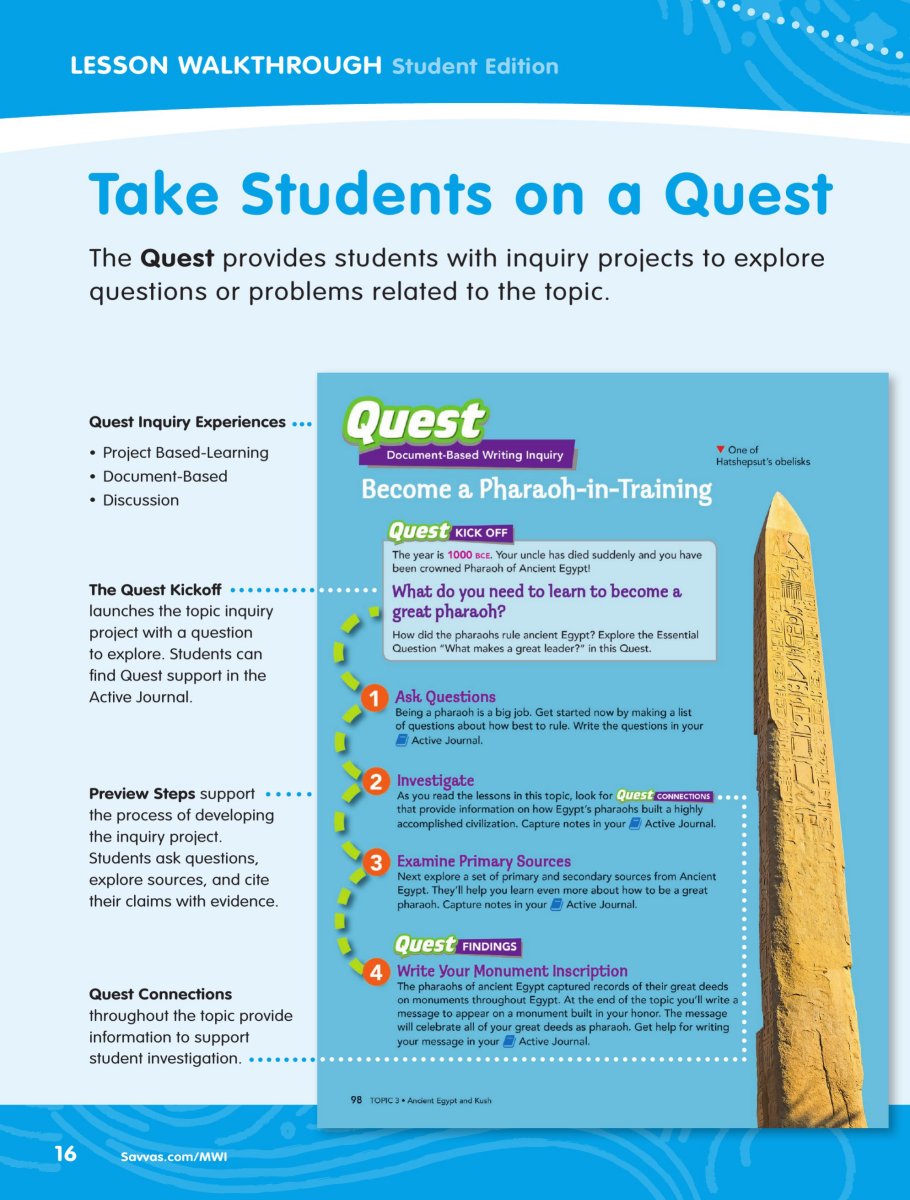 LESSON WALKTHROUGH Student Edition
Take Students on a Quest
The Quest provides students with inquiry projects to explore
questions or problems related to the topic.
Quest Inquiry Experiences
• Project Based-Learning
• Document-Based
• Discussion
The Quest Kickoff
launches the topic inquiry
project with a question
to explore. Students can
find Quest support in the
Active Journal.
Preview Steps support
the process of developing
the inquiry project.
Students ask questions,
explore sources, and cite
their claims with evidence.
Quest Connections
throughout the topic provide
information to support
student investigation.
Quest
Document-Based Writing Inquiry
Become a Pharaoh-in-Training
▼ One of
Hatshepsut's obelisks
Quest KICK OFF
The year is 1000 BCE. Your uncle has died suddenly and you have
been crowned Pharaoh of Ancient Egypt!
What do you need to learn to become a
great pharaoh?
How did the pharaohs rule ancient Egypt? Explore the Essential
Question "What makes a great leader?" in this Quest.
1 Ask Questions
Being a pharaoh is a big job. Get started now by making a list
of questions about how best to rule. Write the questions in your
Active Journal.
2 Investigate
As you read the lessons in this topic, look for Quest CONNECTIONS
that provide information on how Egypt's pharaohs built a highly
accomplished civilization. Capture notes in your Active Journal.
3 Examine Primary Sources
Next explore a set of primary and secondary sources from Ancient
Egypt. They'll help you learn even more about how to be a great
pharaoh. Capture notes in your Active Journal.
Quest FINDINGS
4 Write Your Monument Inscription
The pharaohs of ancient Egypt captured records of their great deeds
on monuments throughout Egypt. At the end of the topic you'll write a
message to appear on a monument built in your honor. The message
will celebrate all of your great deeds as pharaoh. Get help for writing
your message in your Active Journal.
98 TOPIC 3 • Ancient Egypt and Kush
16 Savvas.com/MWI